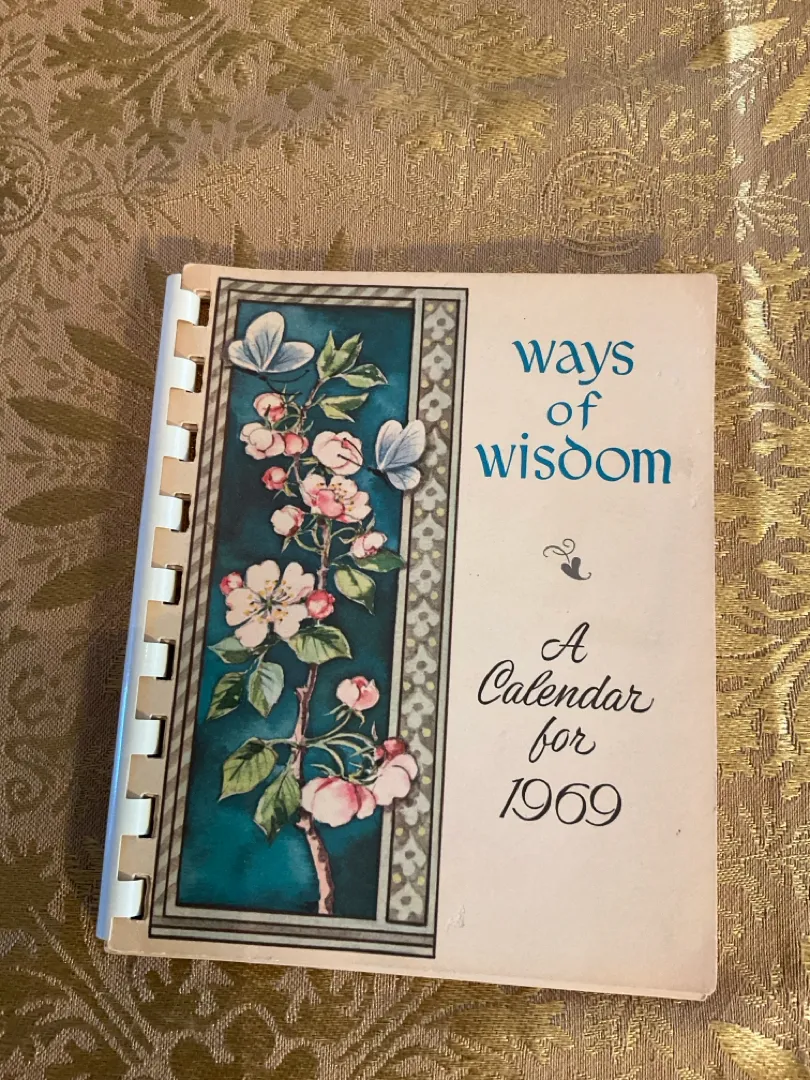 ways
of
wisdom
A
Calendar
for
1969